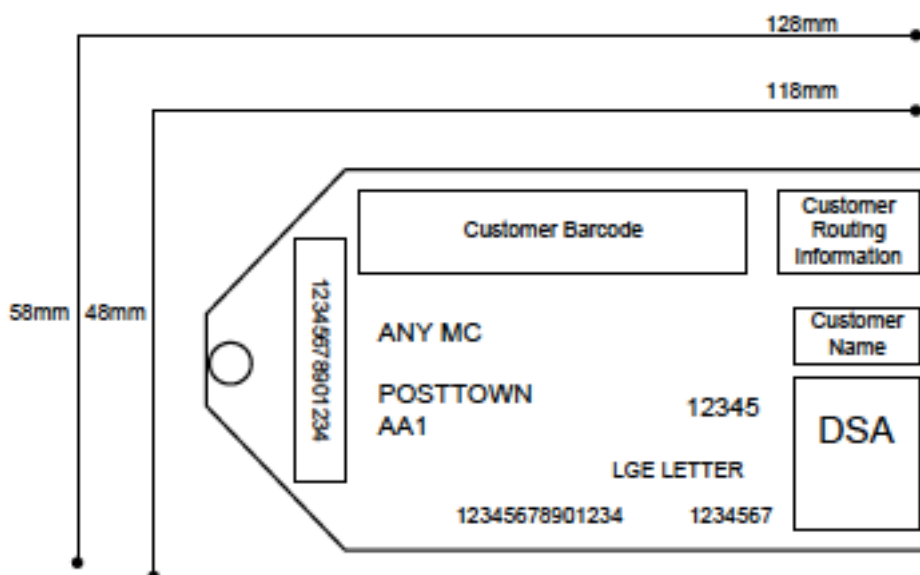 128mm
118mm
Customer Barcode
Customer
Routing
Information
58mm
48mm
12345678901234
ANY MC
Customer
Name
POSTTOWN
AA1
12345
DSA
LGE LETTER
12345678901234
1234567